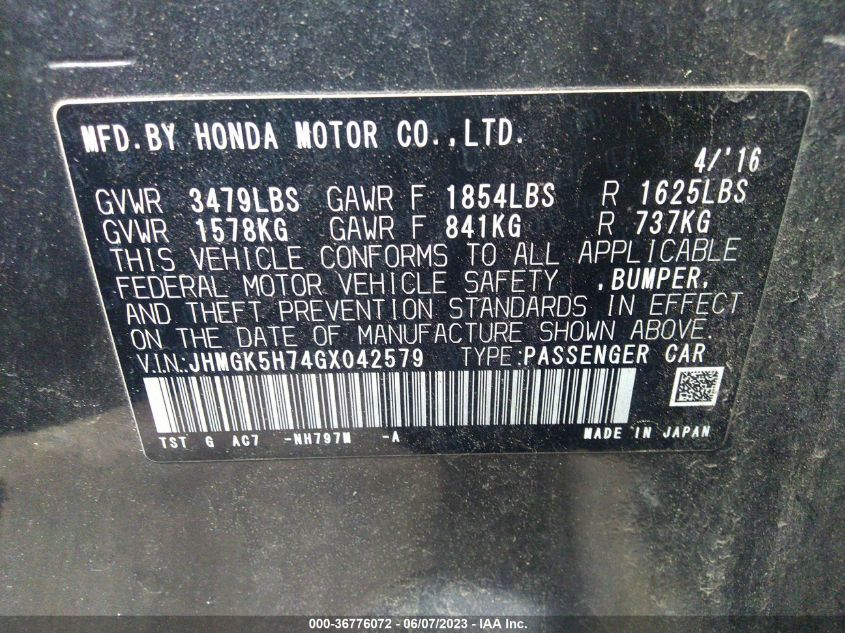 MFD.BY HONDA MOTOR CO.,LTD.
4/'16
GVWR 3479LBS GAWR F 1854LBS R 1625LBS
GVWR 1578KG GAWR F 841KG R 737KG
THIS VEHICLE CONFORMS TO ALL APPLICABLE
FEDERAL MOTOR VEHICLE SAFETY ,BUMPER,
AND THEFT PREVENTION STANDARDS IN EFFECT
ON THE DATE OF MANUFACTURE SHOWN ABOVE.
V.I.N.:JHMGK5H74GX042579 TYPE:PASSENGER CAR
TST G AC7 -NH797M -A MADE IN JAPAN
000-36776072 - 06/07/2023 - IAA Inc.